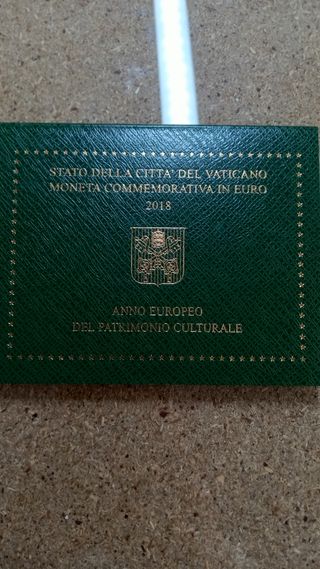 STATO DELLA CITTA' DEL VATICANO
MONETA COMMEMORATIVA IN EURO
2018
ANNO EUROPEO
DEL PATRIMONIO CULTURALE